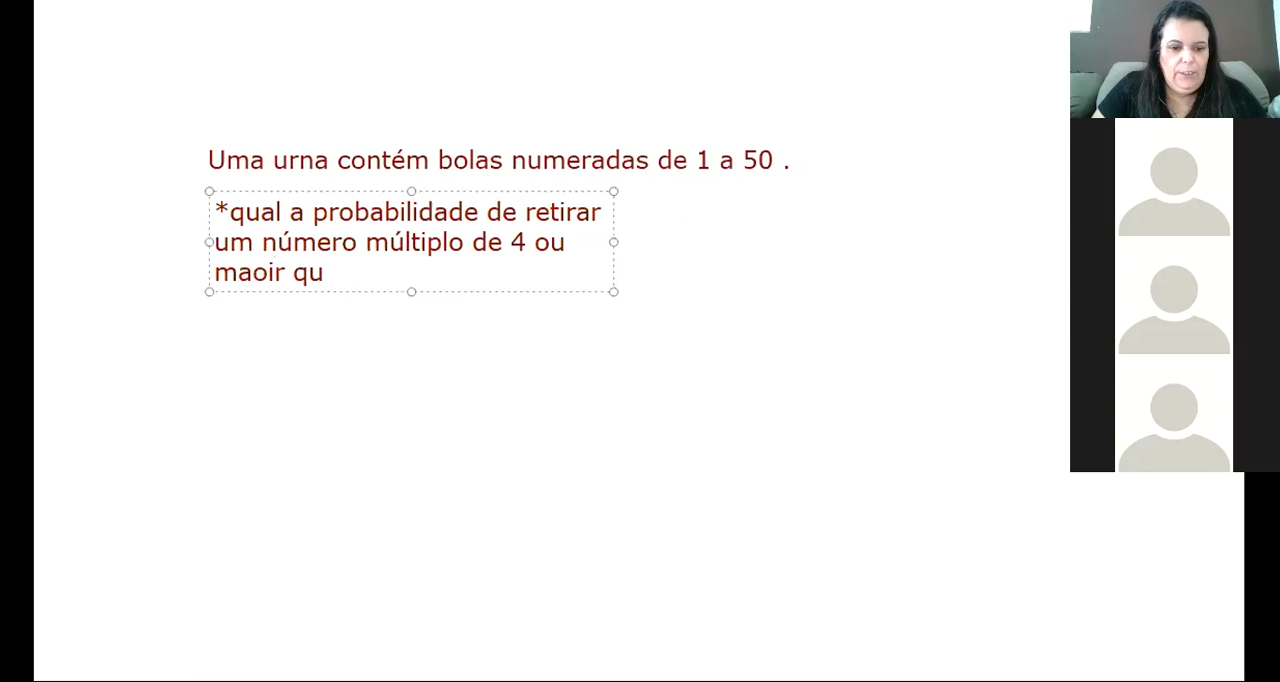 Uma urna contém bolas numeradas de 1 a 50 .
*qual a probabilidade de retirar
um número múltiplo de 4 ou
maoir qu